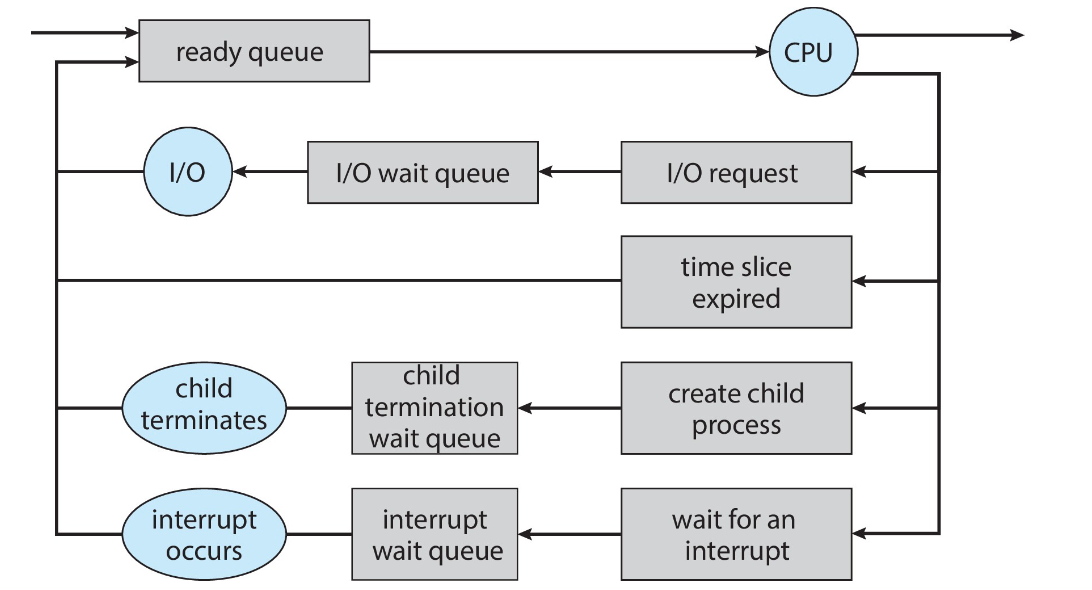 ready queue
CPU
I/O
I/O wait queue
I/O request
time slice
expired
child
terminates
child
termination
wait queue
create child
process
interrupt
occurs
interrupt
wait queue
wait for an
interrupt